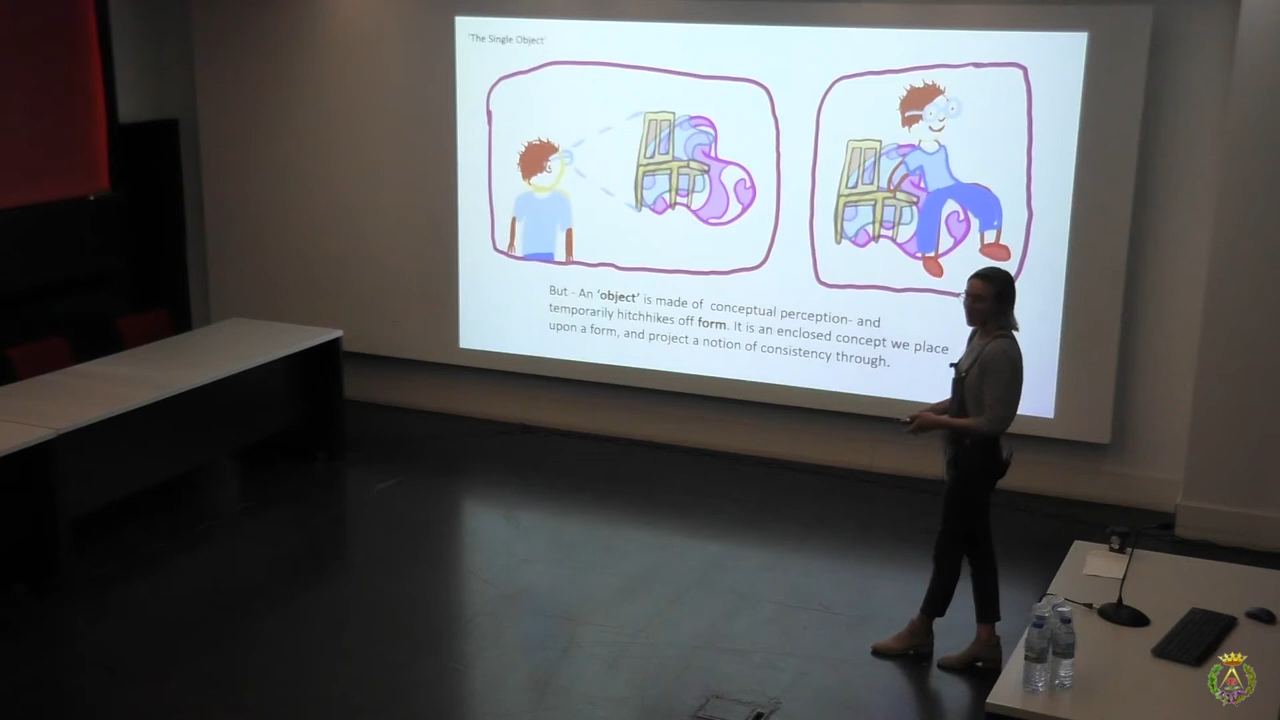 'The Single Object'
But - An 'object' is made of conceptual perception- and
temporarily hitchhikes off form. It is an enclosed concept we place
upon a form, and project a notion of consistency through.